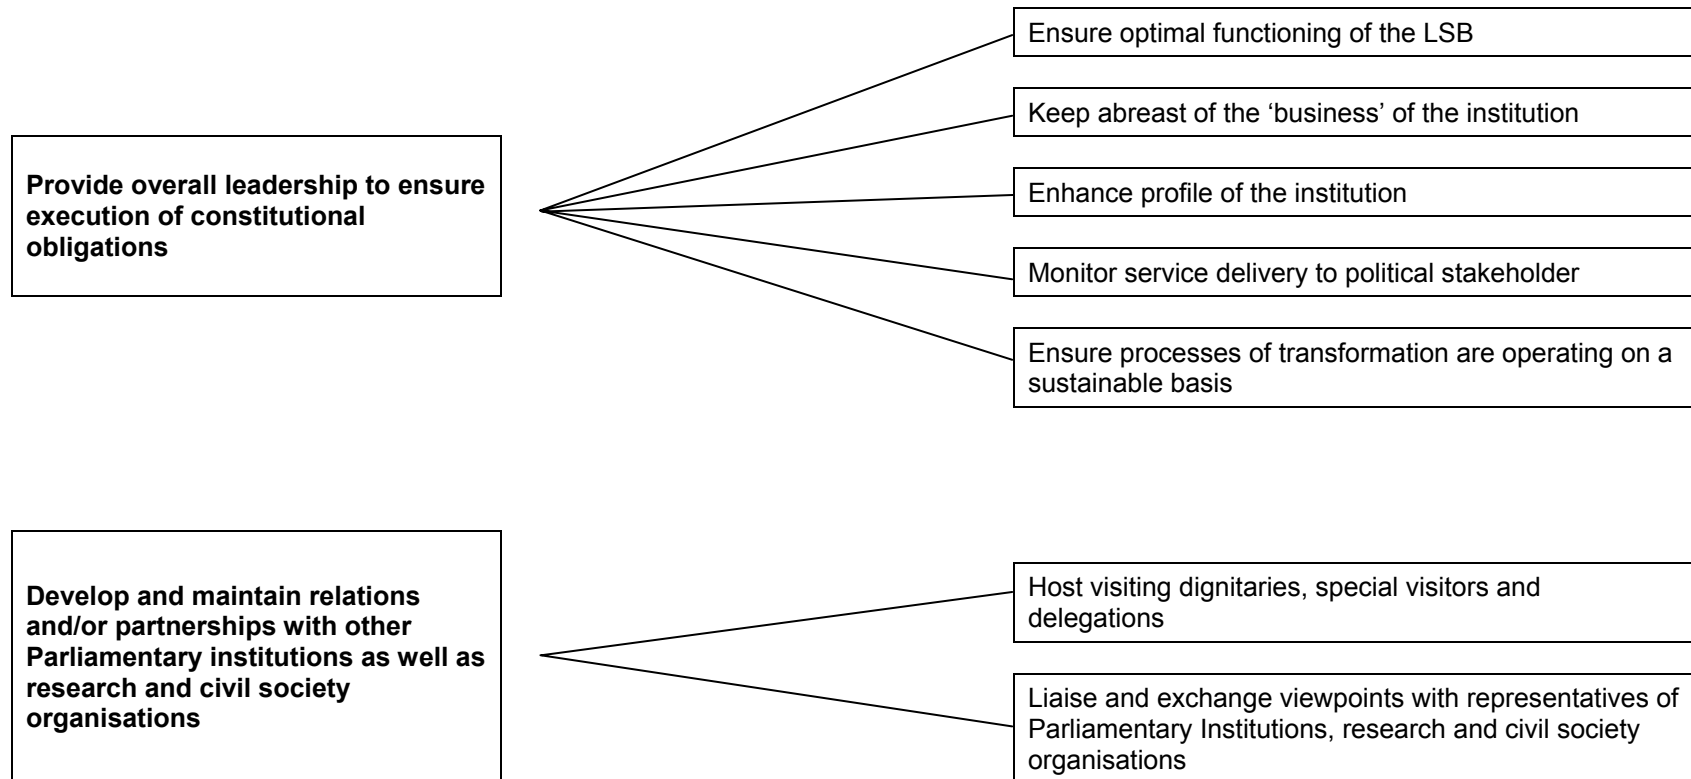 Provide overall leadership to ensure
execution of constitutional
obligations
Ensure optimal functioning of the LSB
Keep abreast of the ‘business’ of the institution
Enhance profile of the institution
Monitor service delivery to political stakeholder
Ensure processes of transformation are operating on a
sustainable basis
Develop and maintain relations
and/or partnerships with other
Parliamentary institutions as well as
research and civil society
organisations
Host visiting dignitaries, special visitors and
delegations
Liaise and exchange viewpoints with representatives of
Parliamentary Institutions, research and civil society
organisations